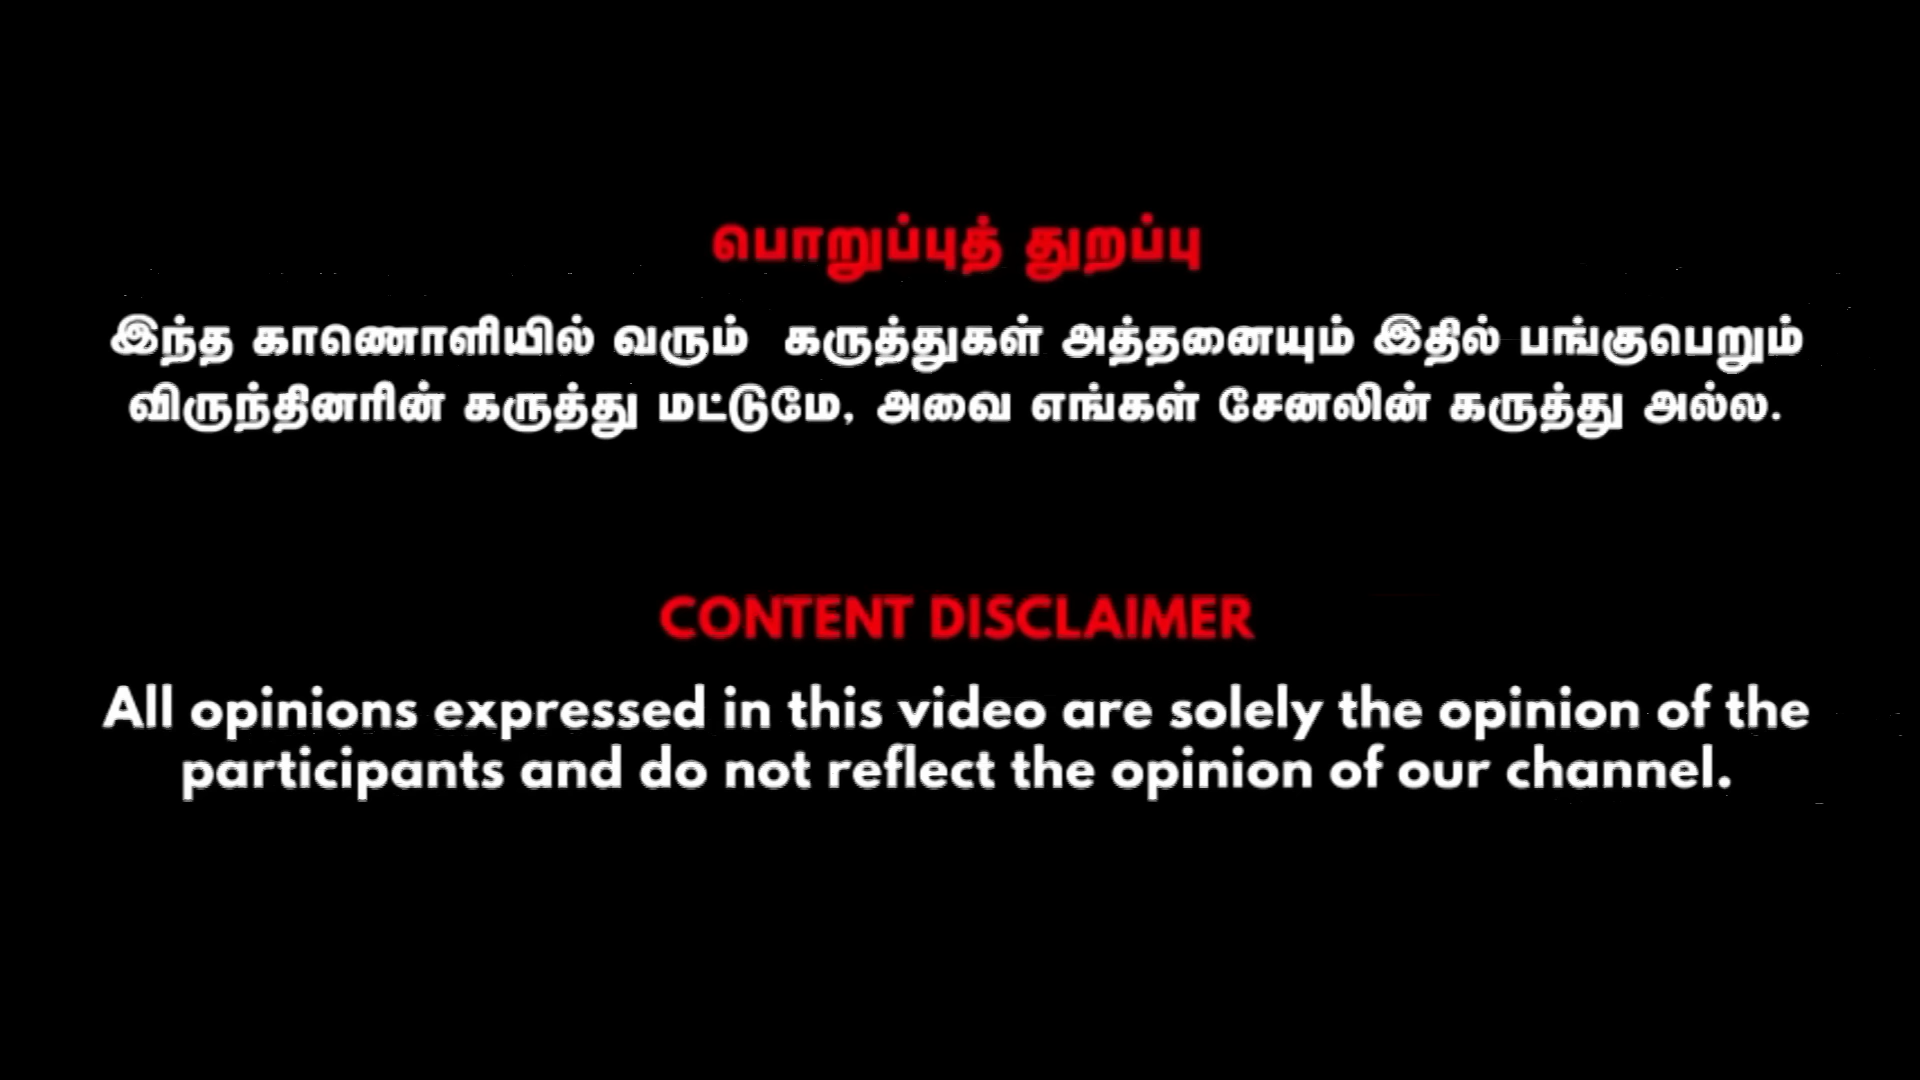 பொறுப்புத் துறப்பு
இந்த காணொளியில் வரும் கருத்துகள் அத்தனையும் இதில் பங்குபெறும்
விருந்தினரின் கருத்து மட்டுமே, அவை எங்கள் சேனலின் கருத்து அல்ல.
CONTENT DISCLAIMER
All opinions expressed in this video are solely the opinion of the
participants and do not reflect the opinion of our channel.